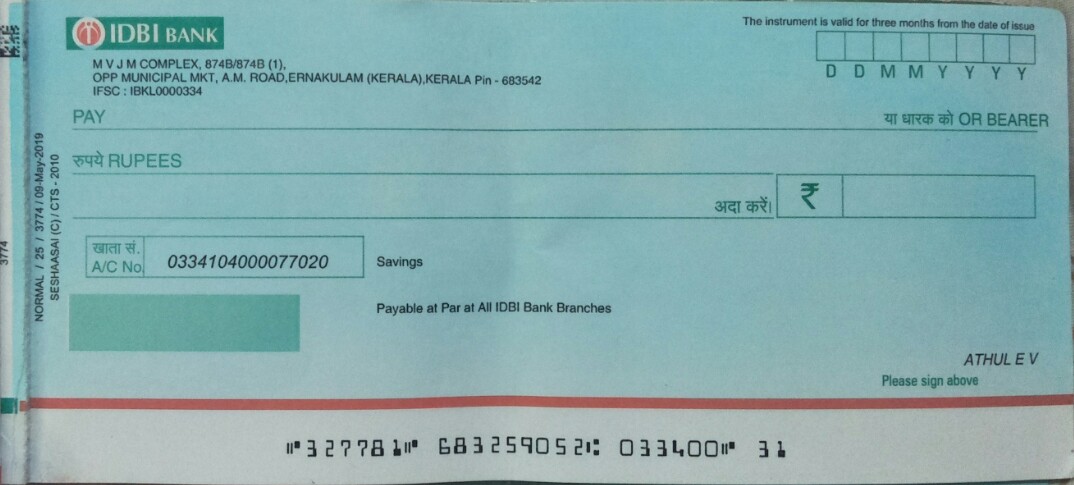 IDBI BANK
The instrument is valid for three months from the date of issue
M V J M COMPLEX, 874B/874B (1),
OPP MUNICIPAL MKT, A.M. ROAD,ERNAKULAM (KERALA),KERALA Pin - 683542
IFSC : IBKL0000334
D D M M Y Y Y Y
PAY
या धारक को OR BEARER
रुपये RUPEES
अदा करें।
₹
खाता सं.
A/C No.
0334104000077020
Savings
Payable at Par at All IDBI Bank Branches
ATHUL E V
Please sign above
NORMAL / 25 / 3774 / 09-May-2019
SESHAASAI (C) / CTS - 2010
3774
⑈327781⑈ 683259052⑆ 033400⑈ 31